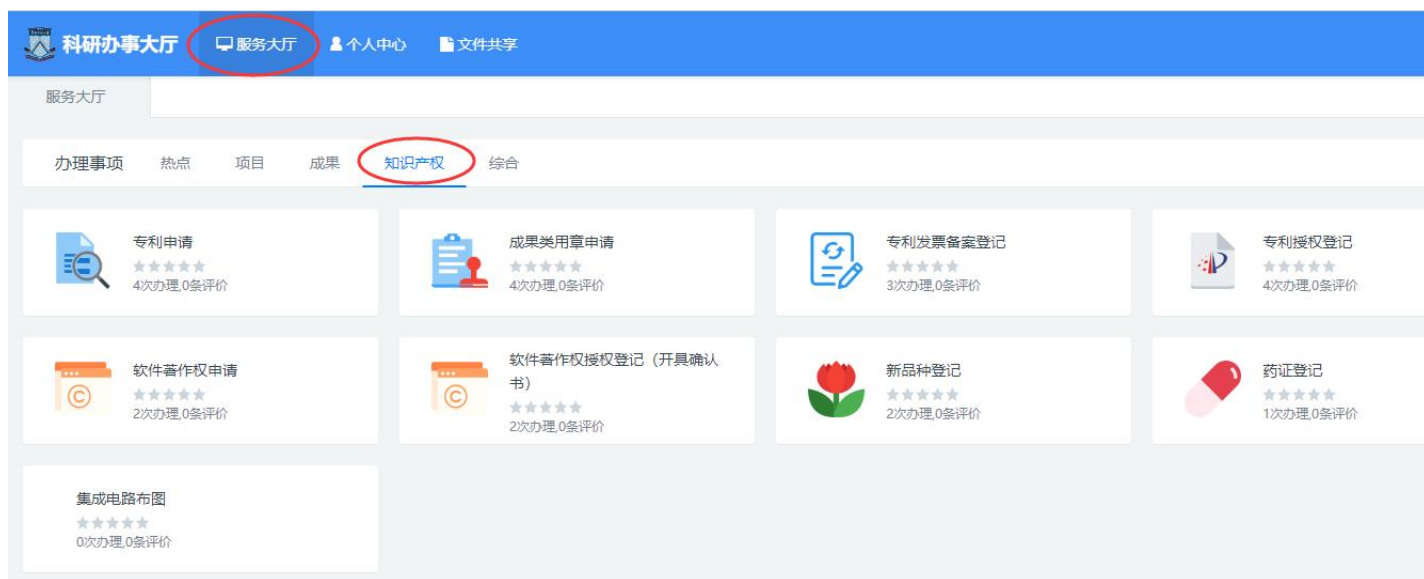 科研办事大厅 服务大厅 个人中心 文件共享
服务大厅
办理事项 热点 项目 成果 知识产权 综合
专利申请
4次办理,0条评价
成果类用章申请
4次办理,0条评价
专利发票备案登记
3次办理,0条评价
专利授权登记
4次办理,0条评价
软件著作权申请
2次办理,0条评价
软件著作权授权登记（开具确认
书）
2次办理,0条评价
新品种登记
2次办理,0条评价
药证登记
1次办理,0条评价
集成电路布图
0次办理,0条评价